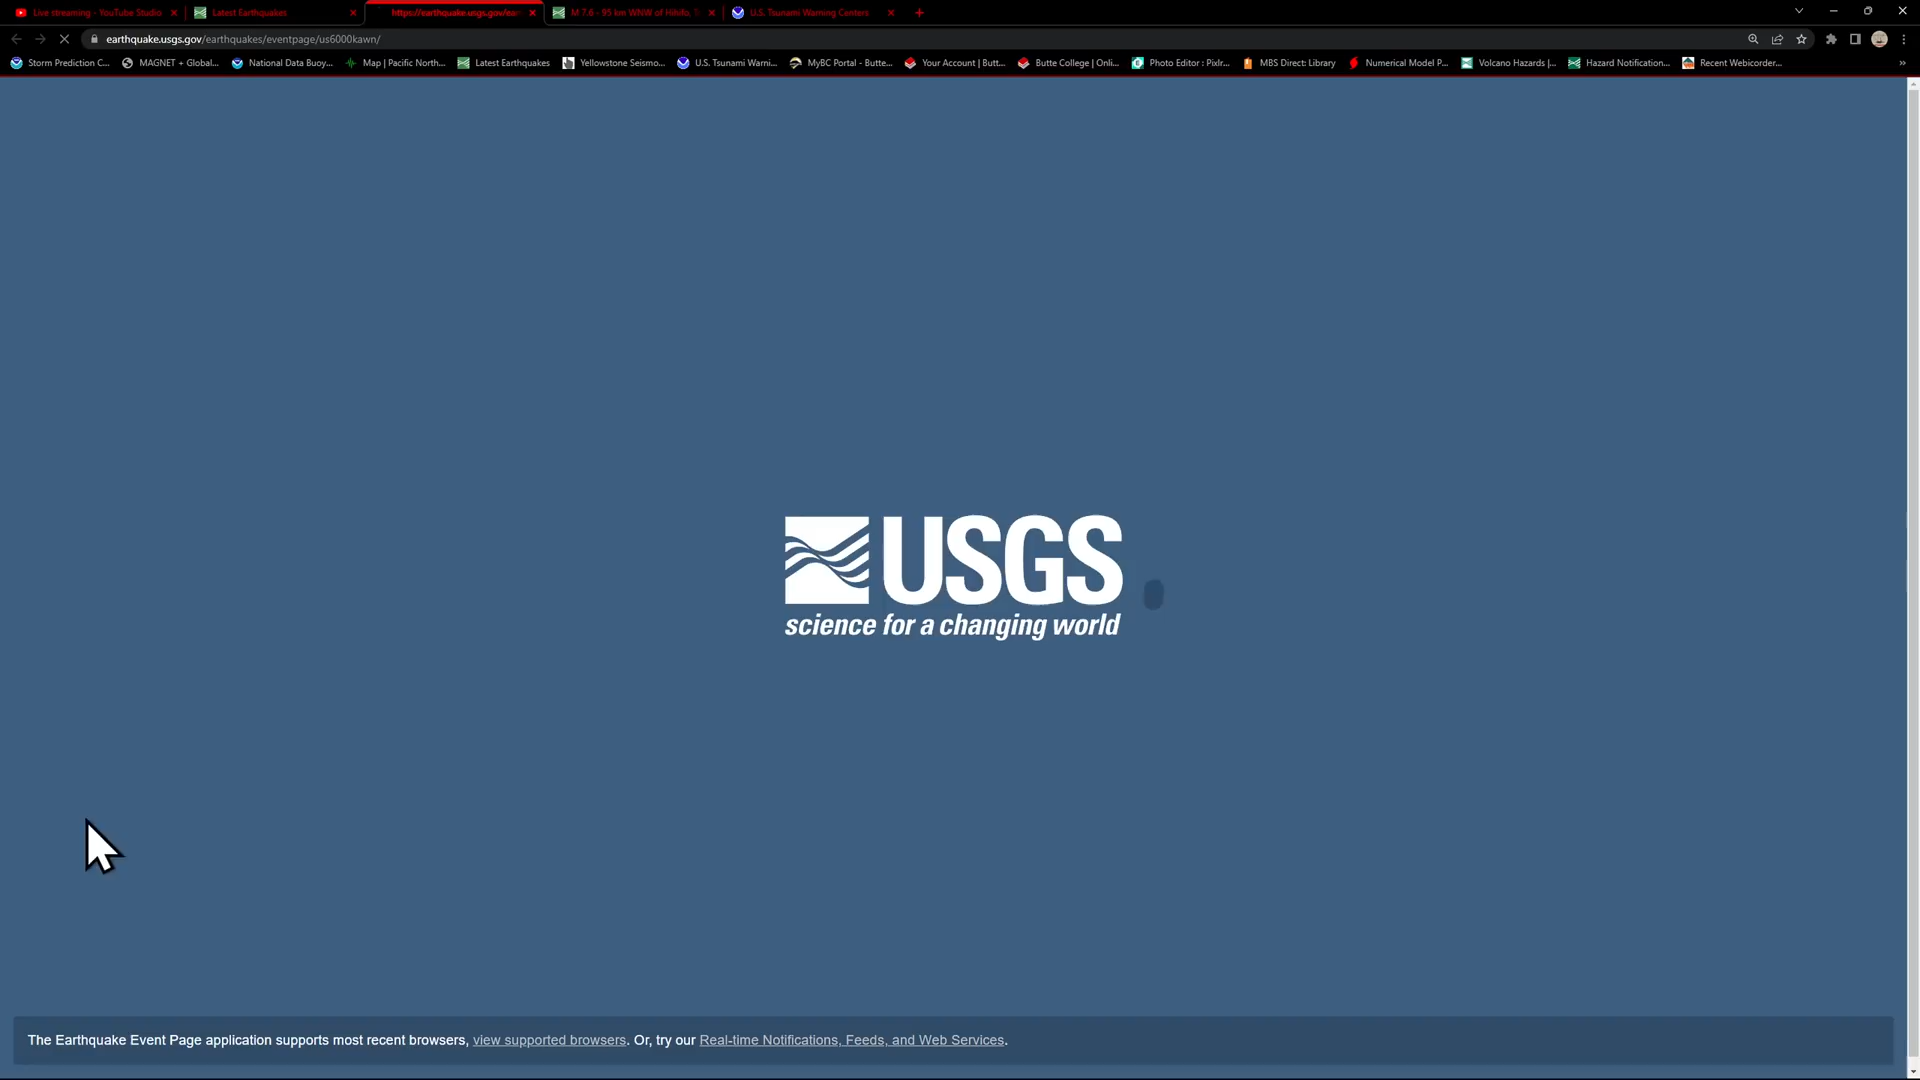 Live streaming - YouTube Studio
Latest Earthquakes
https://earthquake.usgs.gov/ear
M 7.6 - 95 km WNW of Hihifo,
U.S. Tsunami Warning Centers
earthquake.usgs.gov/earthquakes/eventpage/us6000kawn/
Storm Prediction C...
MAGNET + Global...
National Data Buoy...
Map | Pacific North...
Latest Earthquakes
Yellowstone Seismo...
U.S. Tsunami Warni...
MyBC Portal - Butte...
Your Account | Butt...
Butte College | Onli...
Photo Editor : Pixlr...
MBS Direct Library
Numerical Model P...
Volcano Hazards |...
Hazard Notification...
Recent Webicorder...
USGS
science for a changing world
The Earthquake Event Page application supports most recent browsers, view supported browsers. Or, try our Real-time Notifications, Feeds, and Web Services.